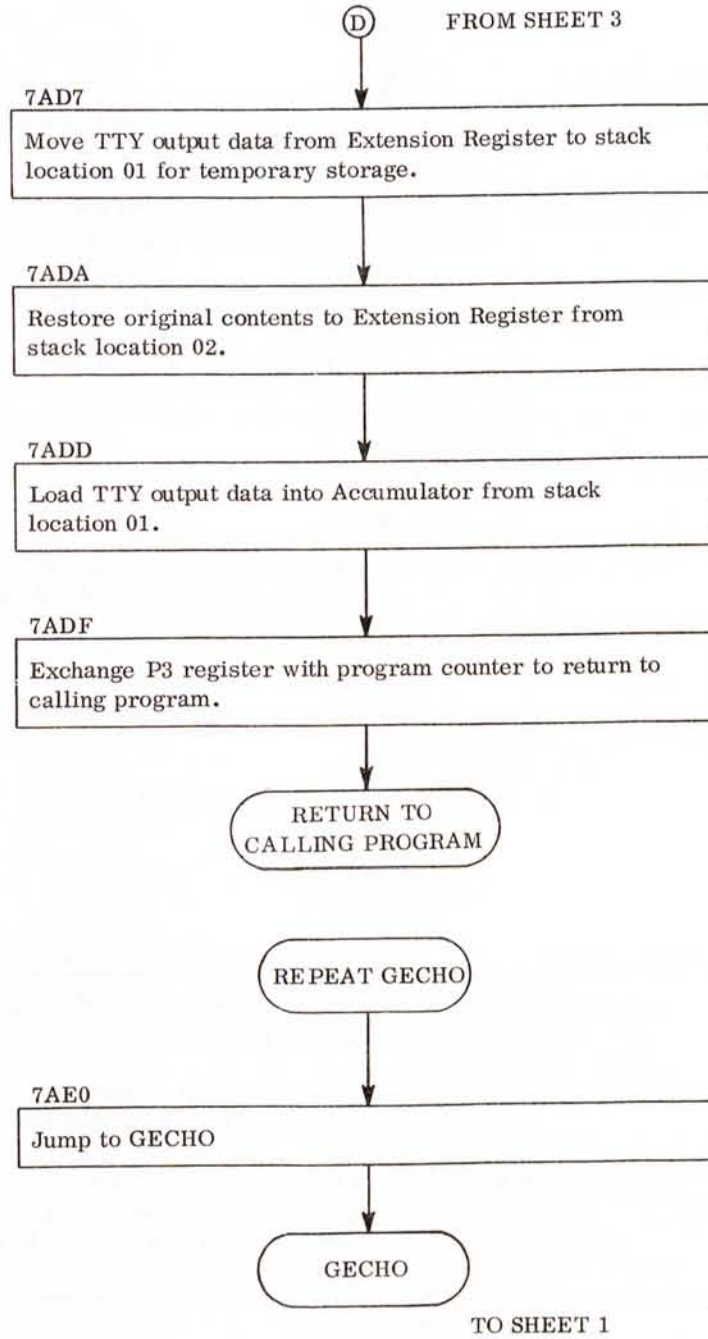 D FROM SHEET 3
7AD7
Move TTY output data from Extension Register to stack
location 01 for temporary storage.
7ADA
Restore original contents to Extension Register from
stack location 02.
7ADD
Load TTY output data into Accumulator from stack
location 01.
7ADF
Exchange P3 register with program counter to return to
calling program.
RETURN TO
CALLING PROGRAM
REPEAT GECHO
7AE0
Jump to GECHO
GECHO
TO SHEET 1